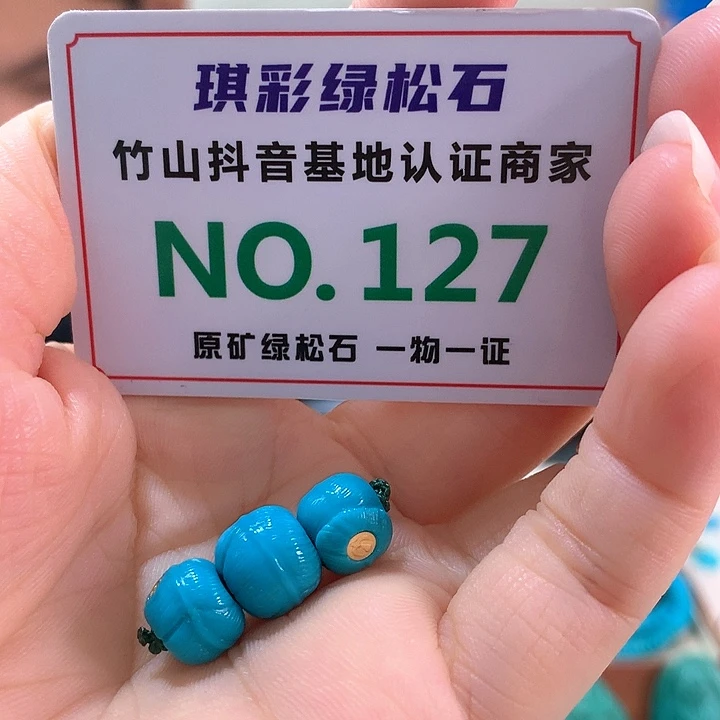 琪彩绿松石
竹山抖音基地认证商家
NO.127
原矿绿松石 一物一证